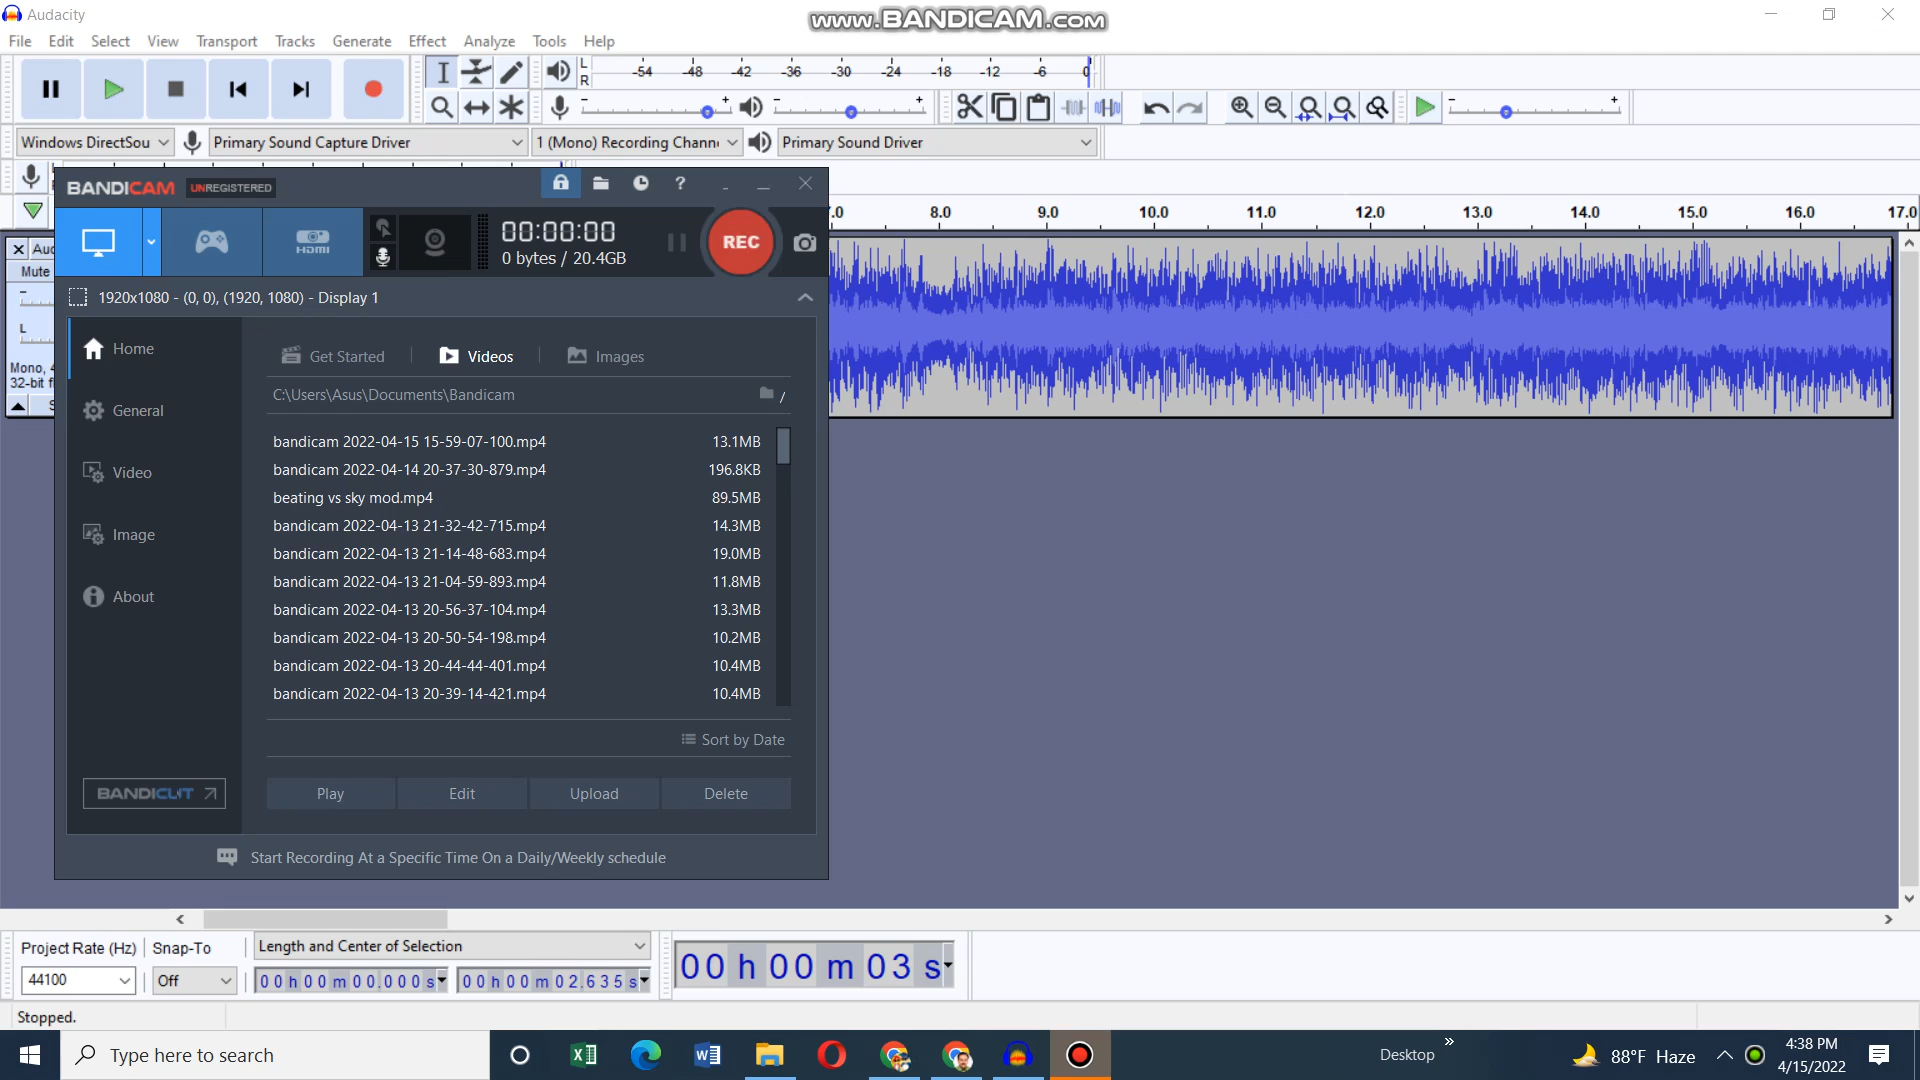 Audacity
www.BANDICAM.com
File Edit Select View Transport Tracks Generate Effect Analyze Tools Help
L
R
-54 -48 -42 -36 -30 -24 -18 -12 -6 0
- +
- +
- +
Windows DirectSou
Primary Sound Capture Driver
1 (Mono) Recording Chann
Primary Sound Driver
BANDICAM UNREGISTERED
?
8.0 9.0 10.0 11.0 12.0 13.0 14.0 15.0 16.0 17.0
HDMI
00:00:00
0 bytes / 20.4GB
REC
Mute
L
Mono, 4
32-bit fl
1920x1080 - (0, 0), (1920, 1080) - Display 1
Home
General
Video
Image
About
BANDICUT
Get Started
Videos
Images
C:\Users\Asus\Documents\Bandicam
/
bandicam 2022-04-15 15-59-07-100.mp4 13.1MB
bandicam 2022-04-14 20-37-30-879.mp4 196.8KB
beating vs sky mod.mp4 89.5MB
bandicam 2022-04-13 21-32-42-715.mp4 14.3MB
bandicam 2022-04-13 21-14-48-683.mp4 19.0MB
bandicam 2022-04-13 21-04-59-893.mp4 11.8MB
bandicam 2022-04-13 20-56-37-104.mp4 13.3MB
bandicam 2022-04-13 20-50-54-198.mp4 10.2MB
bandicam 2022-04-13 20-44-44-401.mp4 10.4MB
bandicam 2022-04-13 20-39-14-421.mp4 10.4MB
Sort by Date
Play Edit Upload Delete
Start Recording At a Specific Time On a Daily/Weekly schedule
Project Rate (Hz) Snap-To
Length and Center of Selection
44100
Off
00h00m00.000s
00h00m02.635s
00 h 00 m 03 s
Stopped.
Type here to search
Desktop
88°F Haze
4:38 PM
4/15/2022